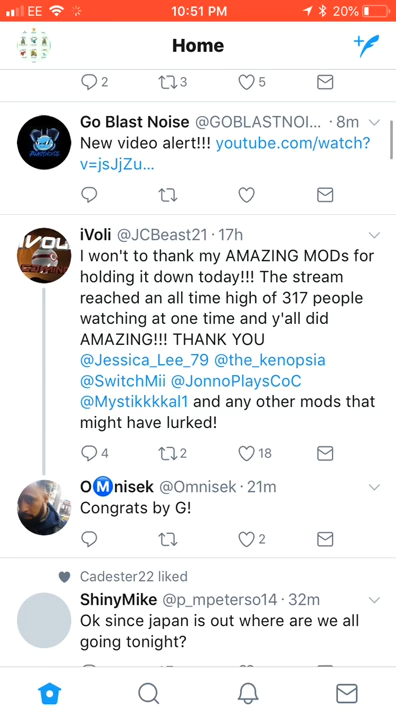 EE 10:51 PM 20%
Home
2 3 5
Go Blast Noise @GOBLASTNOI... · 8m
New video alert!!! youtube.com/watch?
v=jsJjZu...
iVoli @JCBeast21 · 17h
I won't to thank my AMAZING MODs for
holding it down today!!! The stream
reached an all time high of 317 people
watching at one time and y'all did
AMAZING!!! THANK YOU
@Jessica_Lee_79 @the_kenopsia
@SwitchMii @JonnoPlaysCoC
@Mystikkkkal1 and any other mods that
might have lurked!
4 2 18
OⓂnisek @Omnisek · 21m
Congrats by G!
2
Cadester22 liked
ShinyMike @p_mpeterso14 · 32m
Ok since japan is out where are we all
going tonight?